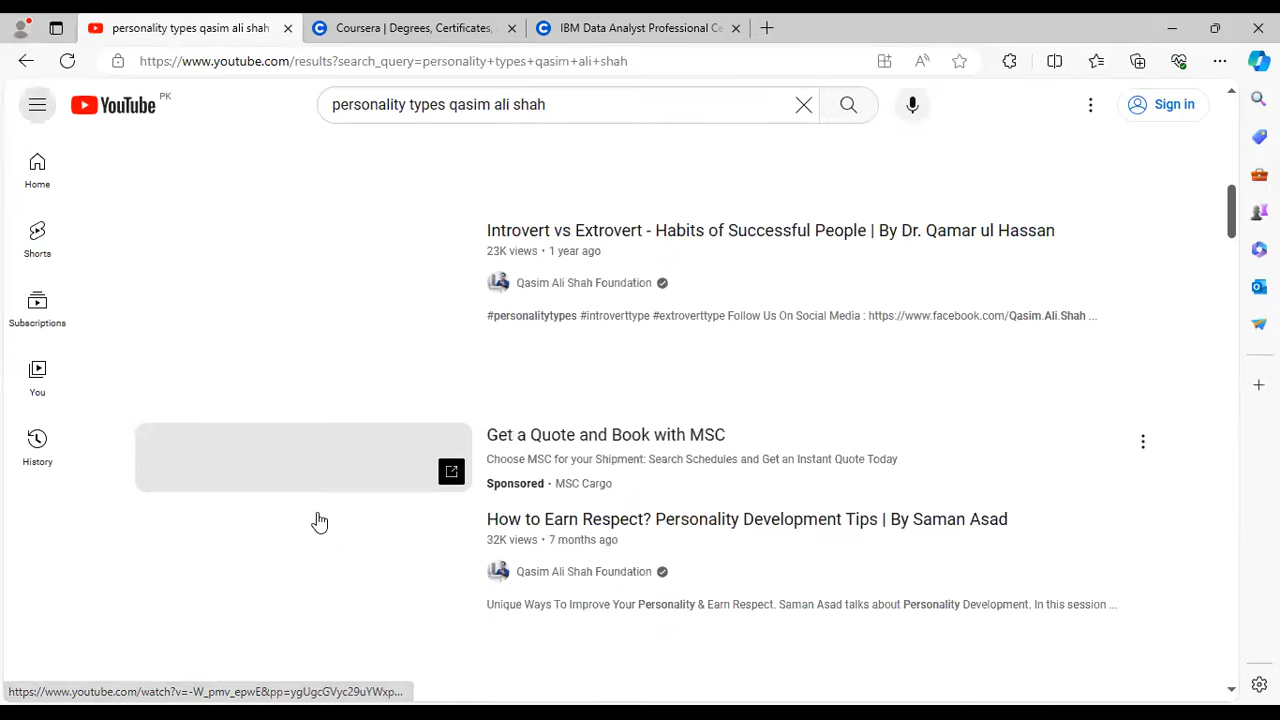 personality types qasim ali shah
Coursera | Degrees, Certificates,
IBM Data Analyst Professional Ce
https://www.youtube.com/results?search_query=personality+types+qasim+ali+shah
YouTube PK
personality types qasim ali shah
Sign in
Home
Shorts
Subscriptions
You
History
Introvert vs Extrovert - Habits of Successful People | By Dr. Qamar ul Hassan
23K views • 1 year ago
Qasim Ali Shah Foundation
#personalitytypes #introverttype #extroverttype Follow Us On Social Media : https://www.facebook.com/Qasim.Ali.Shah ...
Get a Quote and Book with MSC
Choose MSC for your Shipment: Search Schedules and Get an Instant Quote Today
Sponsored • MSC Cargo
How to Earn Respect? Personality Development Tips | By Saman Asad
32K views • 7 months ago
Qasim Ali Shah Foundation
Unique Ways To Improve Your Personality & Earn Respect. Saman Asad talks about Personality Development. In this session ...
https://www.youtube.com/watch?v=-W_pmv_epwE&pp=ygUgcGVyc29uYWxp...